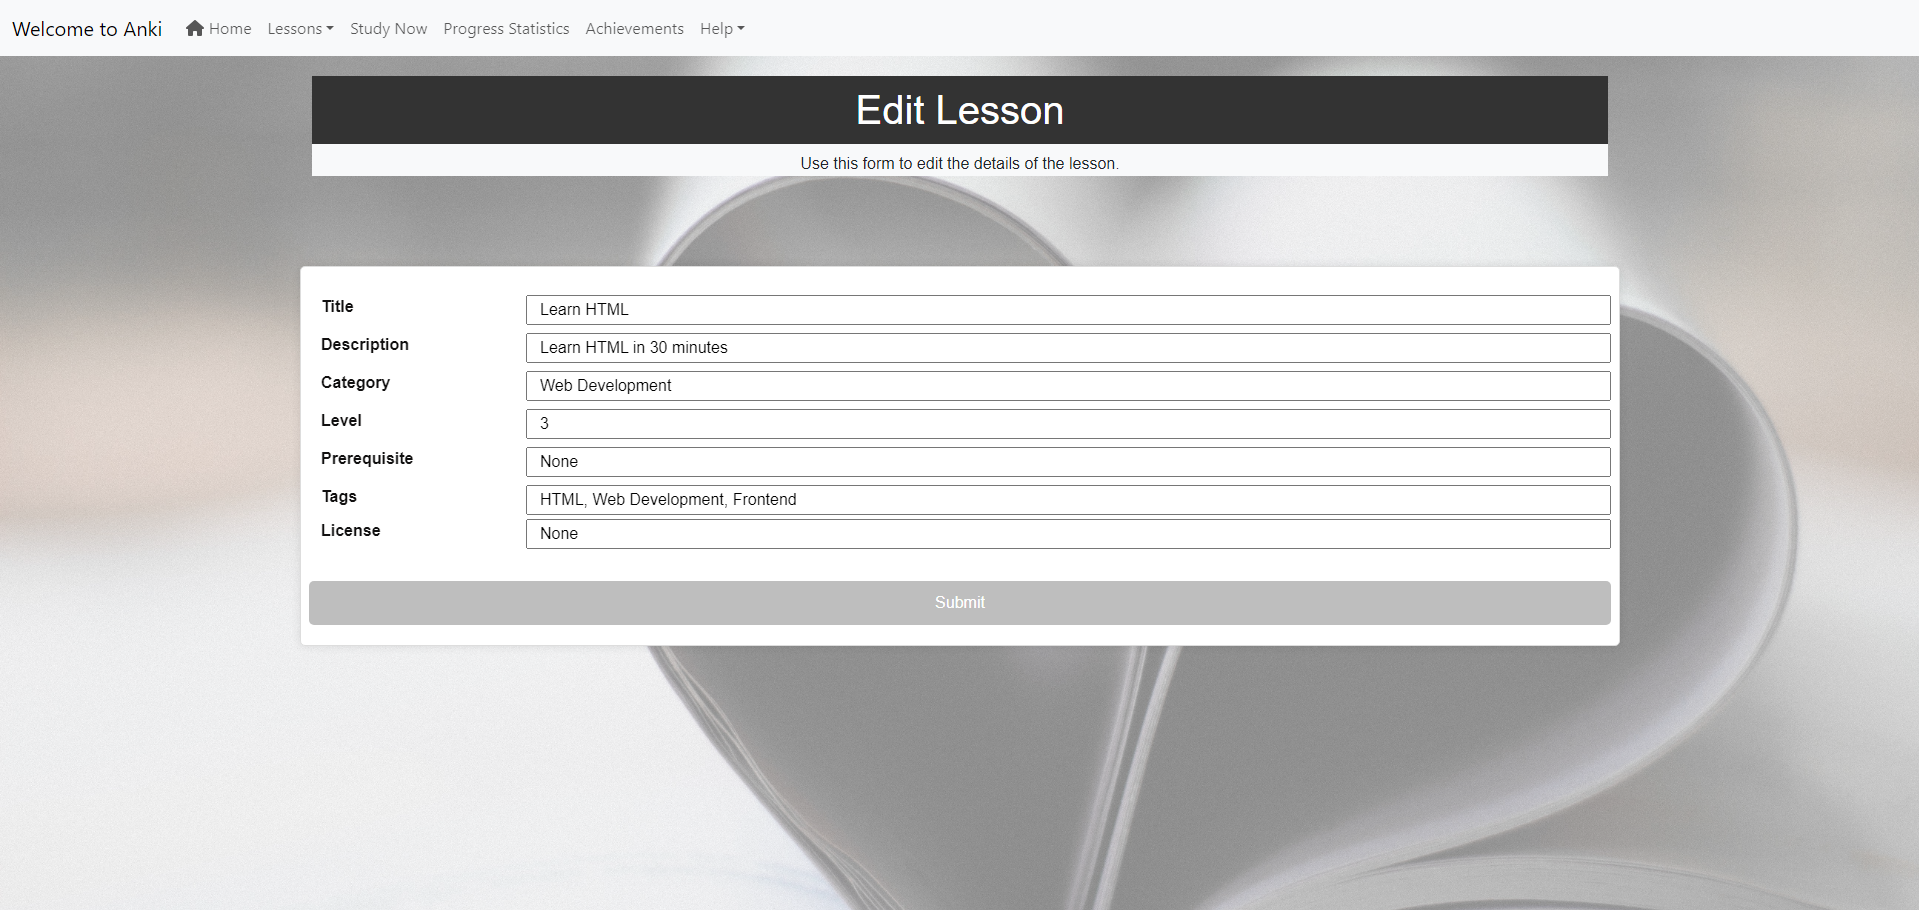 Welcome to Anki Home Lessons Study Now Progress Statistics Achievements Help
Edit Lesson
Use this form to edit the details of the lesson.
Title Learn HTML
Description Learn HTML in 30 minutes
Category Web Development
Level 3
Prerequisite None
Tags HTML, Web Development, Frontend
License None
Submit